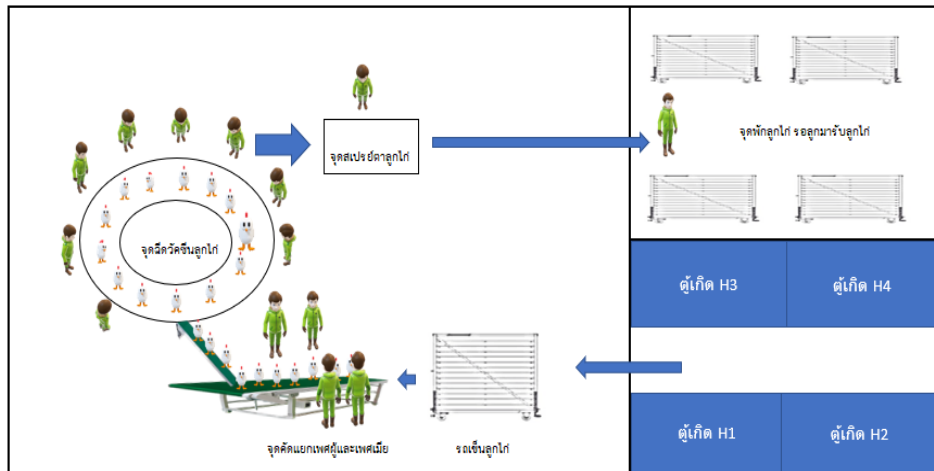 จุดสเปรย์ตาลูกไก่
จุดพักลูกไก่ รอลูกมารับลูกไก่
จุดฉีดวัคซีนลูกไก่
ตู้เกิด H3
ตู้เกิด H4
ตู้เกิด H1
ตู้เกิด H2
จุดคัดแยกเพศผู้และเพศเมีย
รถเข็นลูกไก่